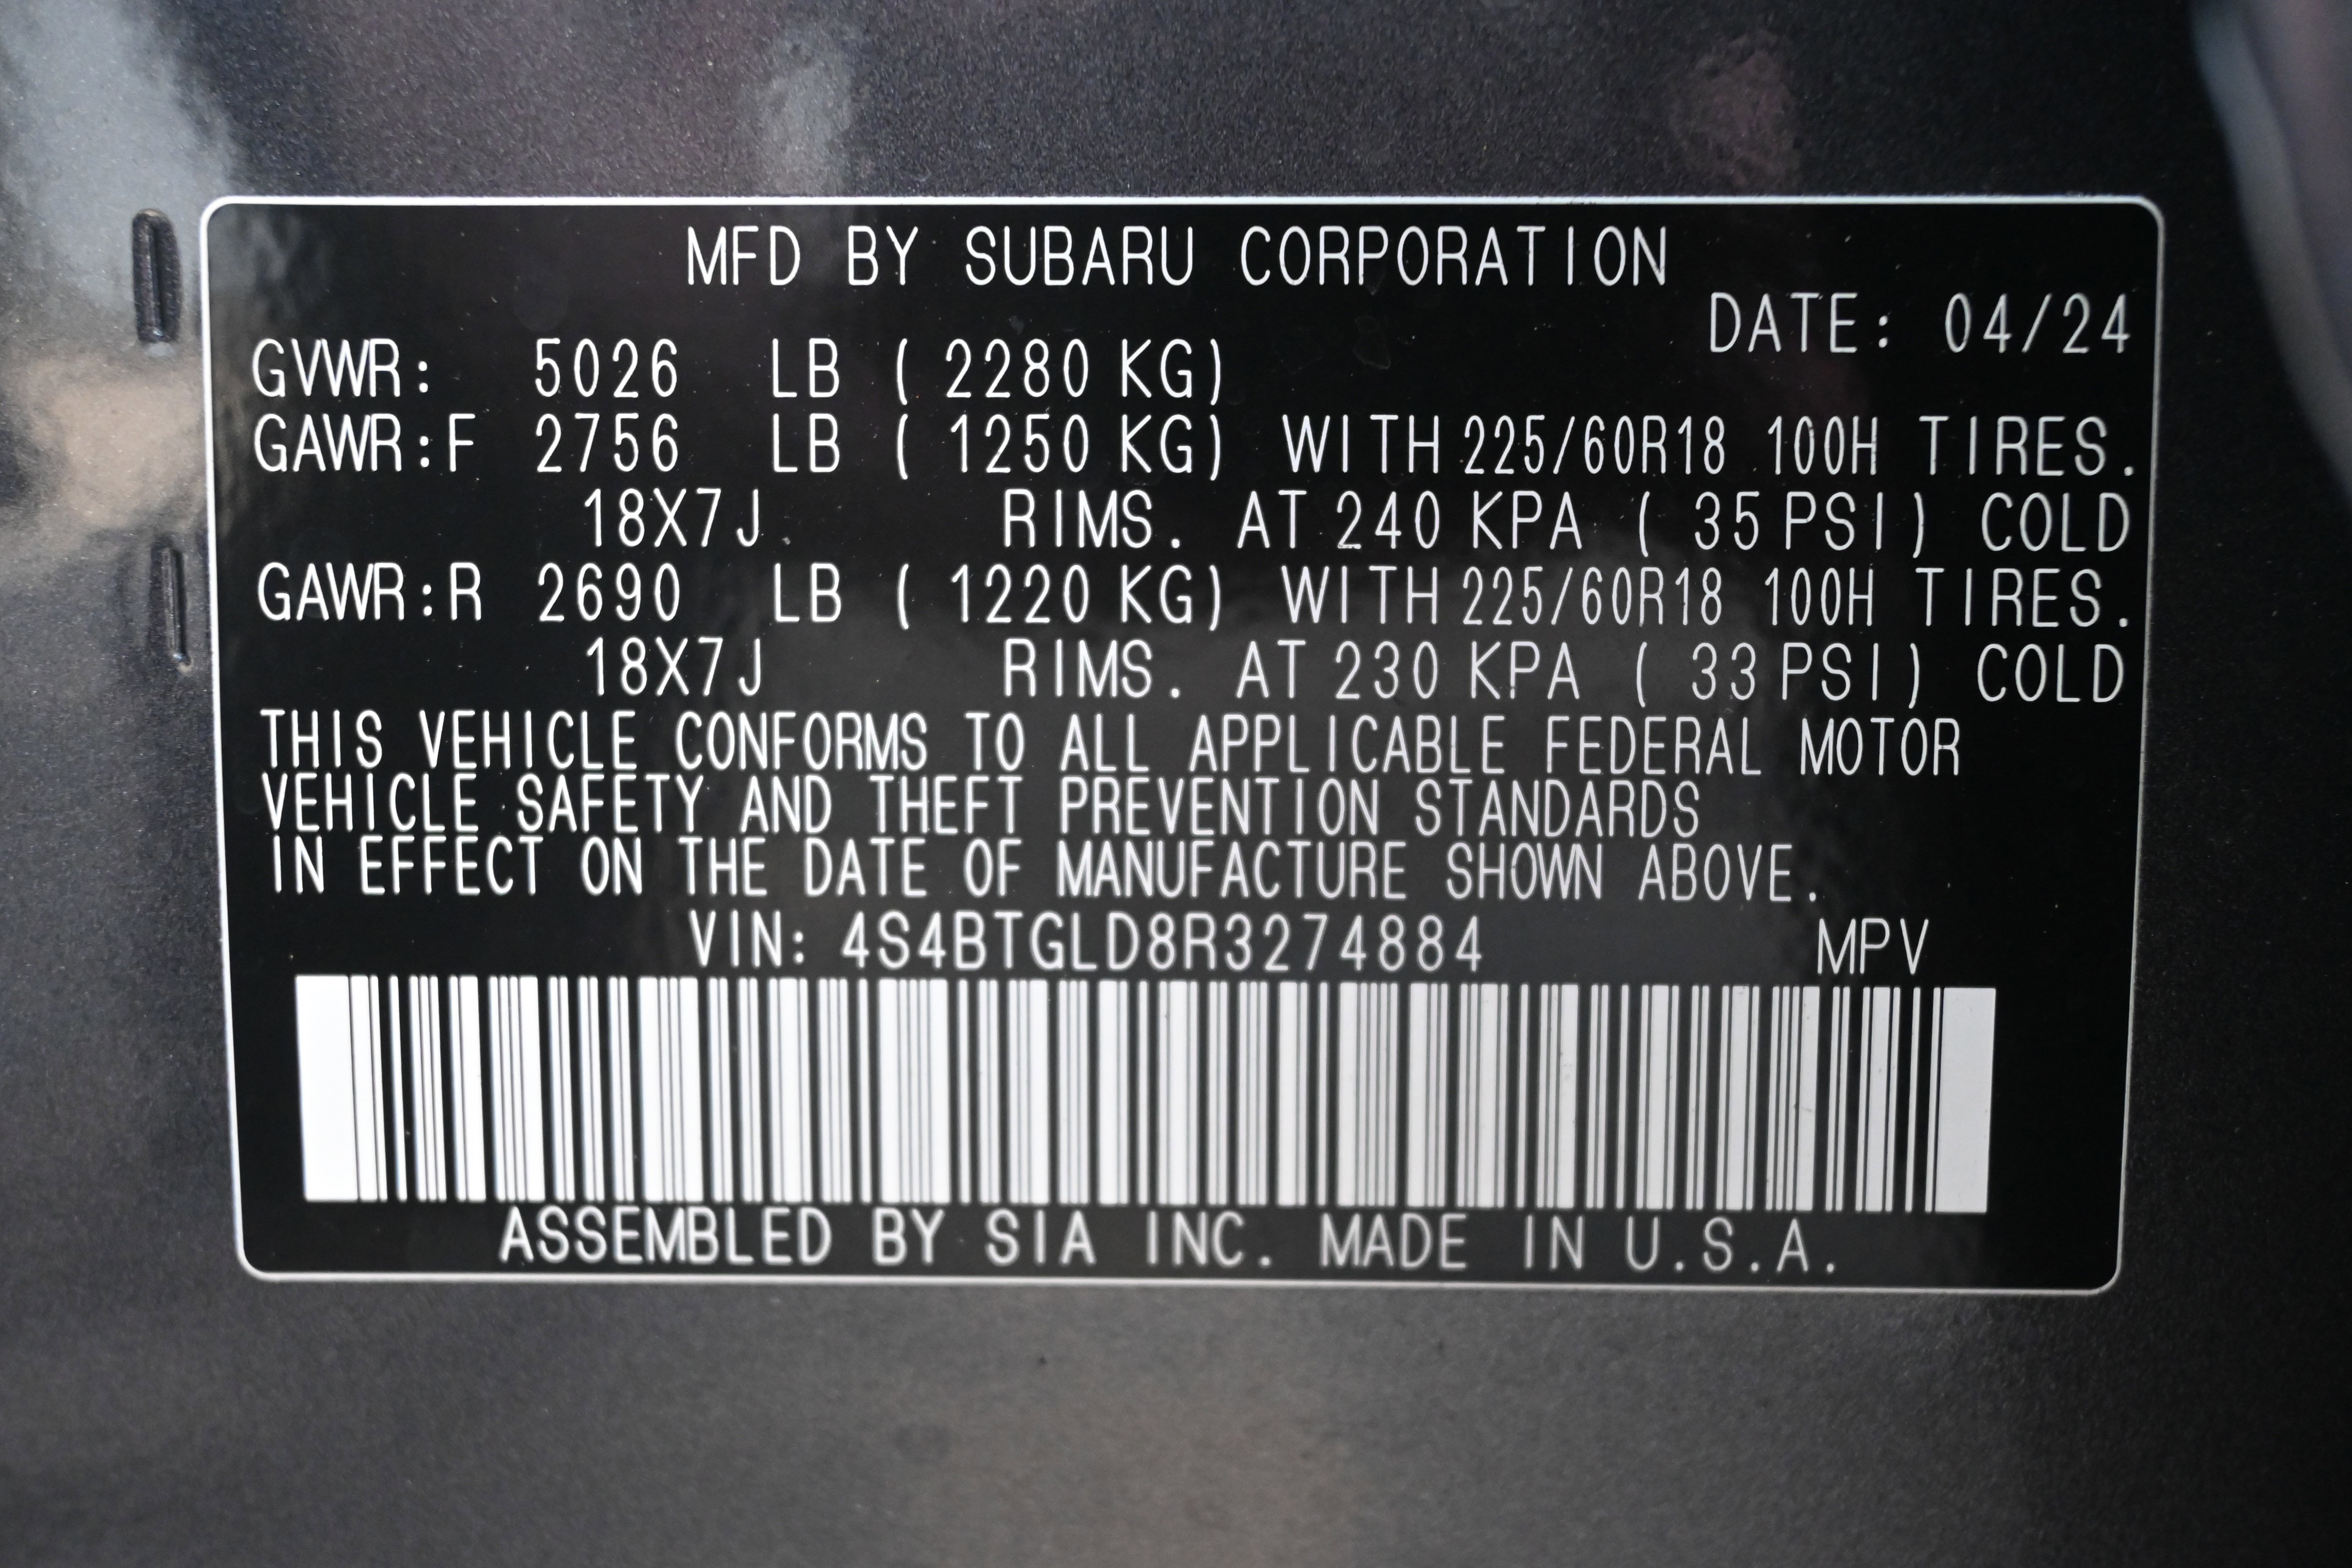 MFD BY SUBARU CORPORATION
DATE: 04/24
GVWR: 5026 LB ( 2280 KG)
GAWR:F 2756 LB ( 1250 KG) WITH 225/60R18 100H TIRES.
18X7J RIMS. AT 240 KPA ( 35 PSI) COLD
GAWR:R 2690 LB ( 1220 KG) WITH 225/60R18 100H TIRES.
18X7J RIMS. AT 230 KPA ( 33 PSI) COLD
THIS VEHICLE CONFORMS TO ALL APPLICABLE FEDERAL MOTOR
VEHICLE SAFETY AND THEFT PREVENTION STANDARDS
IN EFFECT ON THE DATE OF MANUFACTURE SHOWN ABOVE.
VIN: 4S4BTGLD8R3274884 MPV
ASSEMBLED BY SIA INC. MADE IN U.S.A.